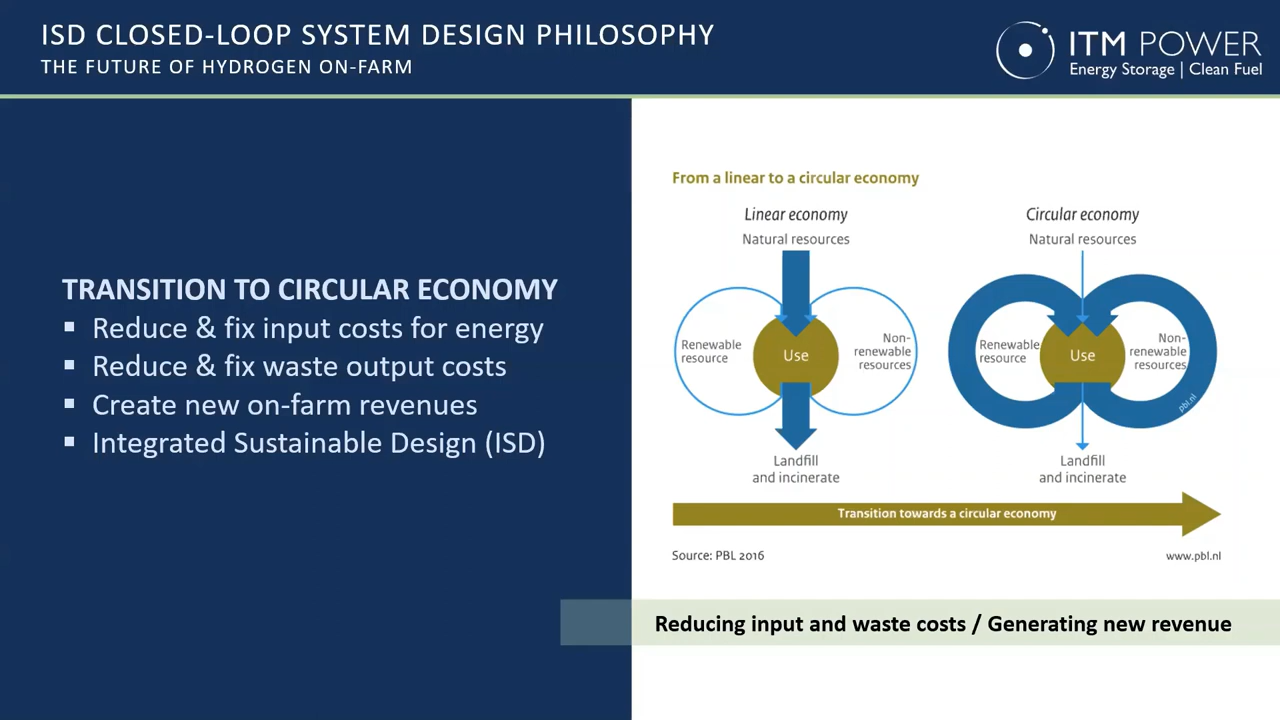 ISD CLOSED-LOOP SYSTEM DESIGN PHILOSOPHY
THE FUTURE OF HYDROGEN ON-FARM
ITM POWER
Energy Storage | Clean Fuel
TRANSITION TO CIRCULAR ECONOMY
▪ Reduce & fix input costs for energy
▪ Reduce & fix waste output costs
▪ Create new on-farm revenues
▪ Integrated Sustainable Design (ISD)
From a linear to a circular economy
Linear economy
Natural resources
Renewable
resource
Use
Non-
renewable
resources
Landfill
and incinerate
Circular economy
Natural resources
Renewable
resource
Use
Non-
renewable
resources
pbl.nl
Landfill
and incinerate
Transition towards a circular economy
Source: PBL 2016
www.pbl.nl
Reducing input and waste costs / Generating new revenue